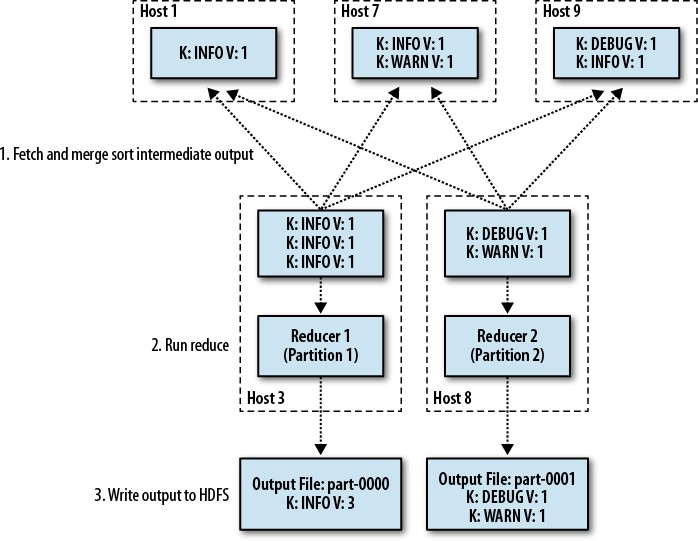 Host 1
K: INFO V: 1
Host 7
K: INFO V: 1
K: WARN V: 1
Host 9
K: DEBUG V: 1
K: INFO V: 1
1. Fetch and merge sort intermediate output
K: INFO V: 1
K: INFO V: 1
K: INFO V: 1
K: DEBUG V: 1
K: WARN V: 1
2. Run reduce
Reducer 1
(Partition 1)
Host 3
Reducer 2
(Partition 2)
Host 8
3. Write output to HDFS
Output File: part-0000
K: INFO V: 3
Output File: part-0001
K: DEBUG V: 1
K: WARN V: 1